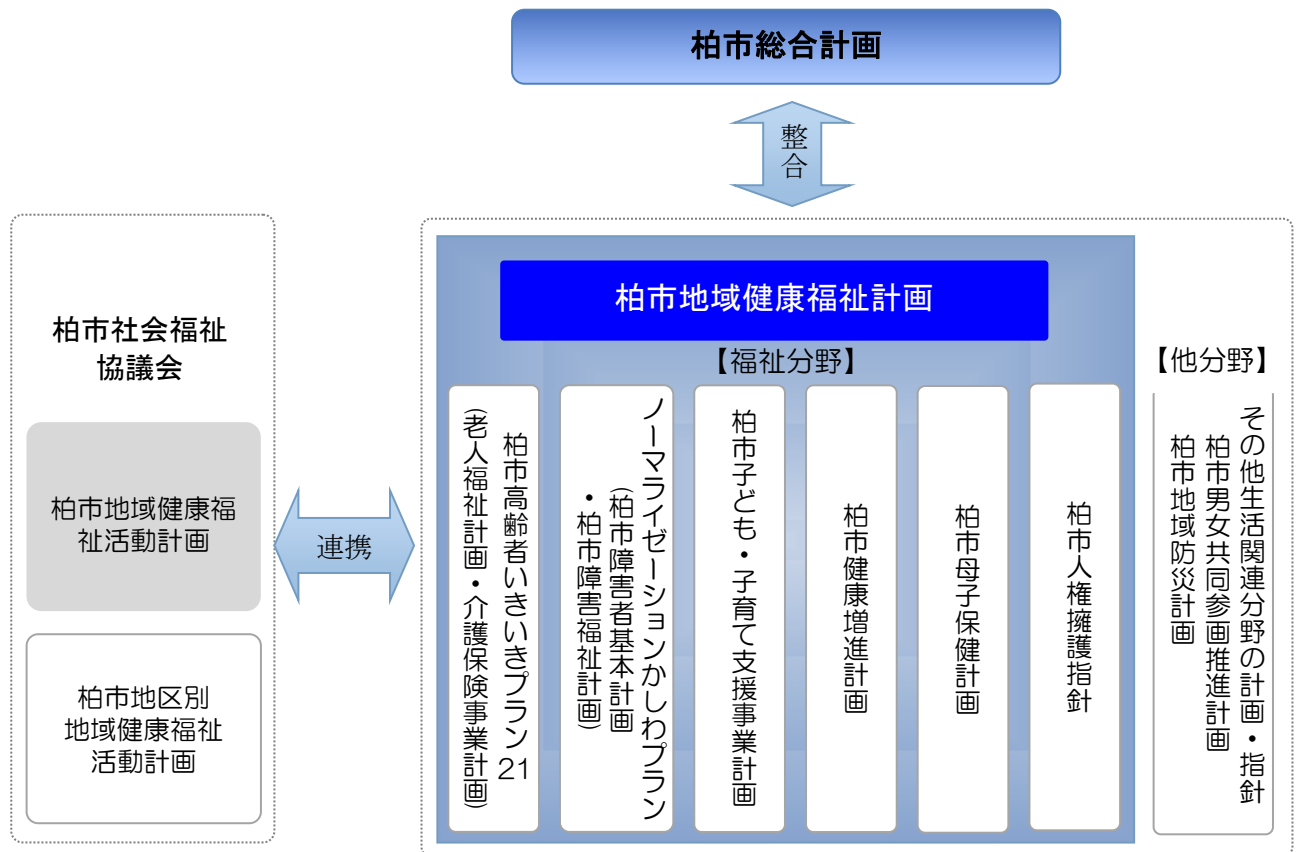 柏市総合計画
整合
柏市社会福祉
協議会
柏市地域健康福
祉活動計画
柏市地区別
地域健康福祉
活動計画
連携
柏市地域健康福祉計画
【福祉分野】
柏市高齢者いきいきプラン21
(老人福祉計画・介護保険事業計画)
ノーマライゼーションかしわプラン
(柏市障害者基本計画
・柏市障害福祉計画)
柏市子ども・子育て支援事業計画
柏市健康増進計画
柏市母子保健計画
柏市人権擁護指針
【他分野】
その他生活関連分野の計画・指針
柏市男女共同参画推進計画
柏市地域防災計画